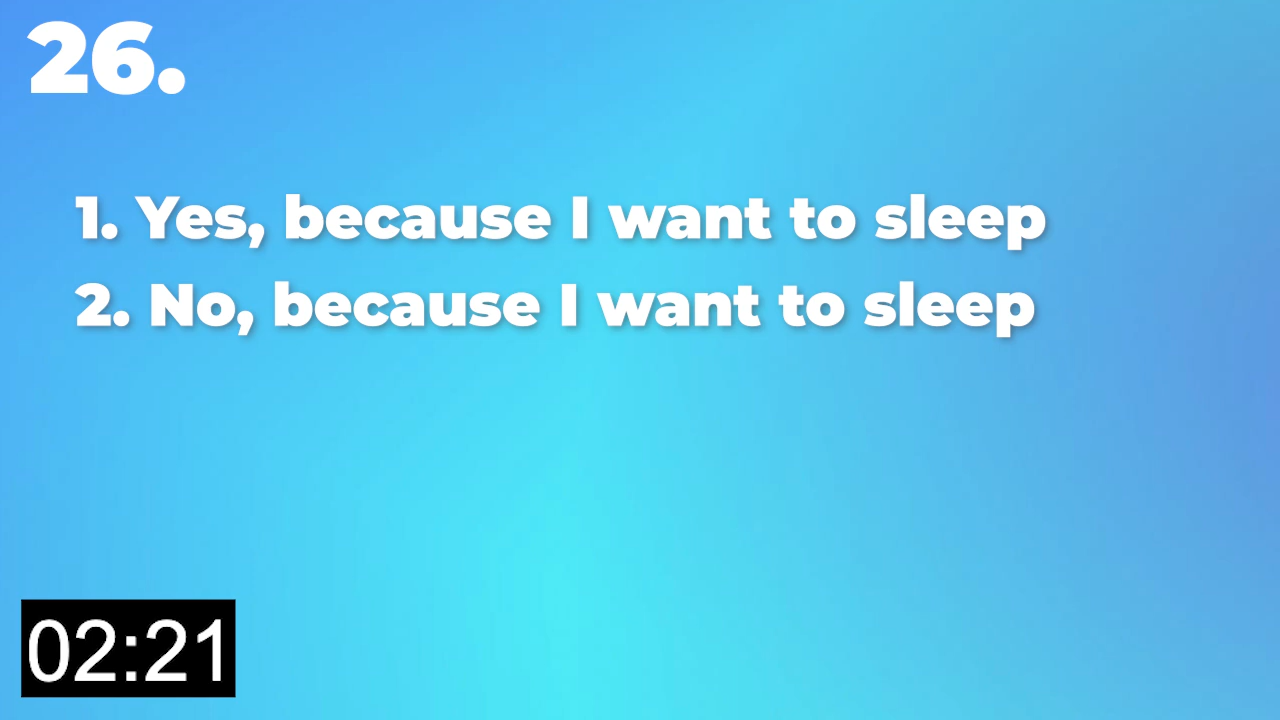 26.
1. Yes, because I want to sleep
2. No, because I want to sleep
02:21